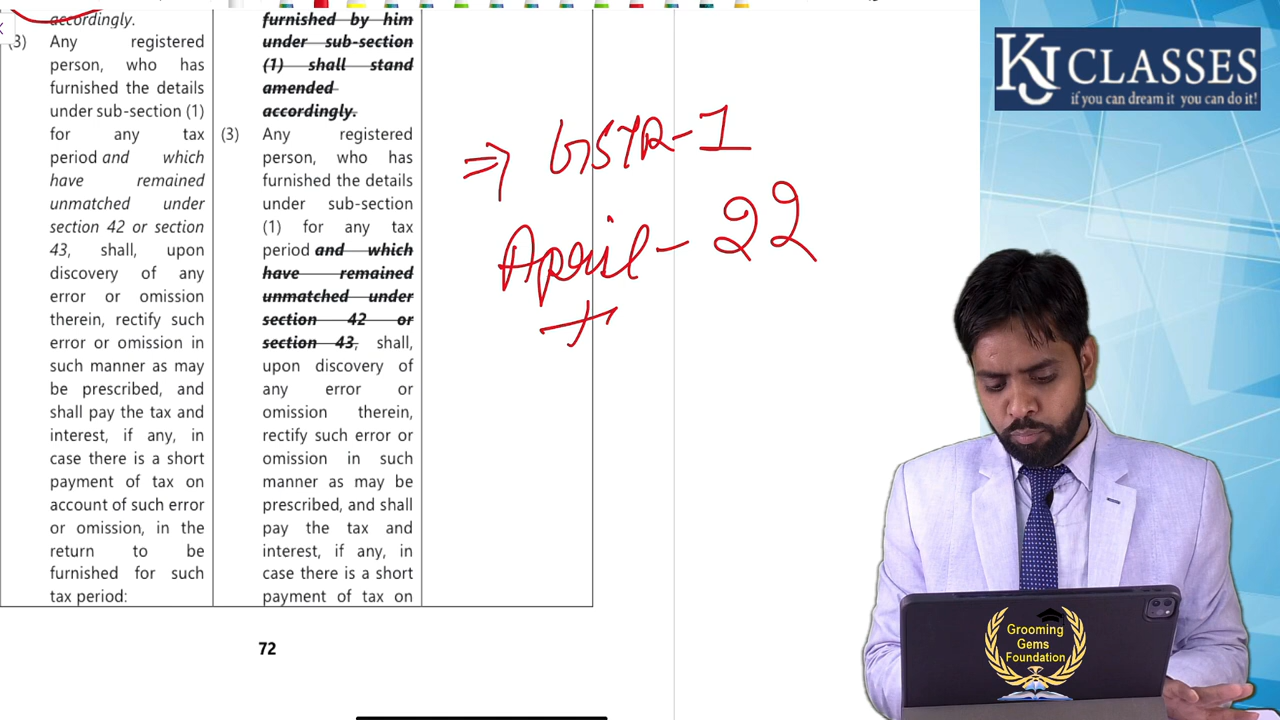 accordingly.
(3) Any registered
person, who has
furnished the details
under sub-section (1)
for any tax
period and which
have remained
unmatched under
section 42 or section
43, shall, upon
discovery of any
error or omission
therein, rectify such
error or omission in
such manner as may
be prescribed, and
shall pay the tax and
interest, if any, in
case there is a short
payment of tax on
account of such error
or omission, in the
return to be
furnished for such
tax period:
furnished by him
under sub-section
(1) shall stand
amended
accordingly.
(3) Any registered
person, who has
furnished the details
under sub-section
(1) for any tax
period and which
have remained
unmatched under
section 42 or
section 43, shall,
upon discovery of
any error or
omission therein,
rectify such error or
omission in such
manner as may be
prescribed, and shall
pay the tax and
interest, if any, in
case there is a short
payment of tax on
72
⇒ GSTR-1
April - 22
KJ CLASSES
if you can dream it you can do it!
Grooming
Gems
Foundation